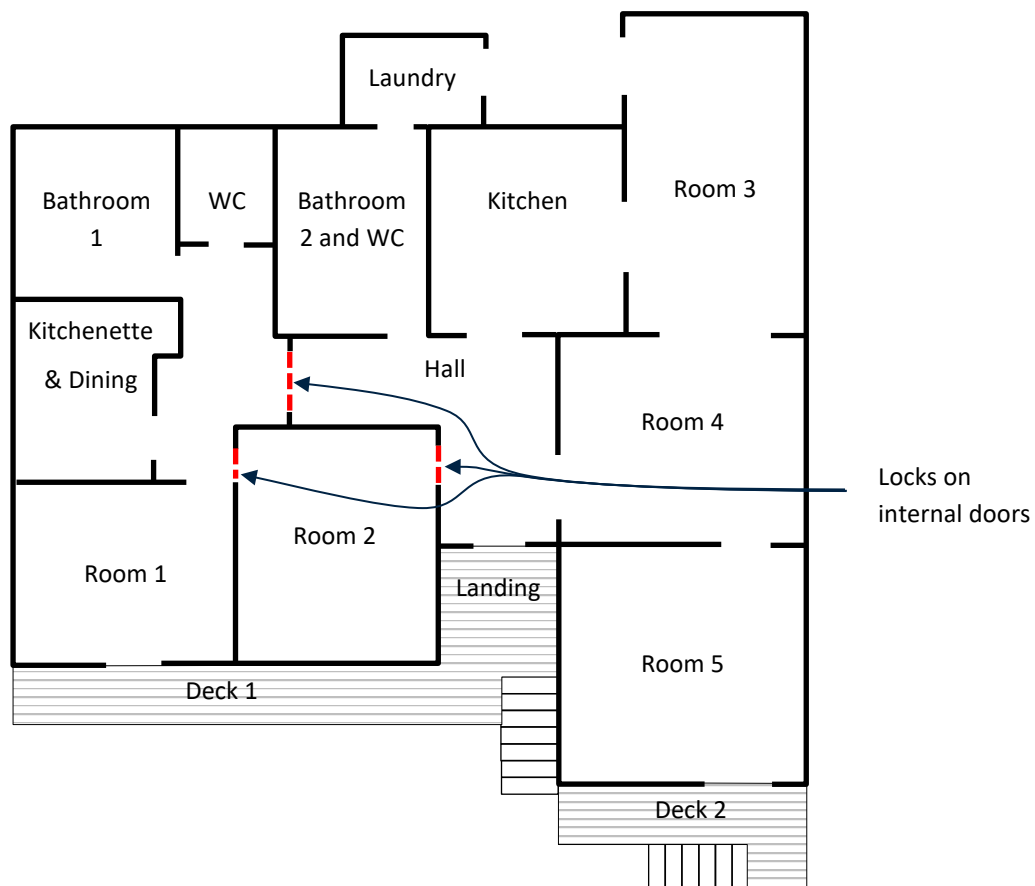 Laundry
Bathroom
1
WC
Bathroom
2 and WC
Kitchen
Room 3
Kitchenette
& Dining
Hall
Room 4
Locks on
internal doors
Room 2
Room 1
Landing
Room 5
Deck 1
Deck 2